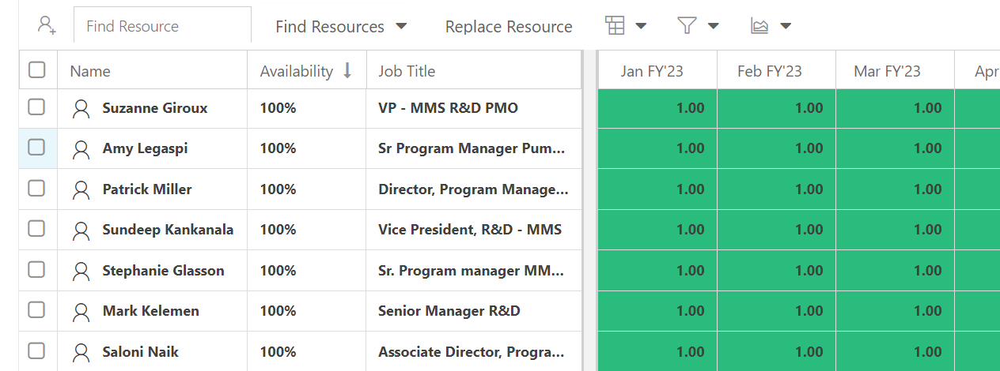 Find Resource Find Resources Replace Resource
Name Availability Job Title Jan FY'23 Feb FY'23 Mar FY'23 Apr
Suzanne Giroux 100% VP - MMS R&D PMO 1.00 1.00 1.00
Amy Legaspi 100% Sr Program Manager Pum... 1.00 1.00 1.00
Patrick Miller 100% Director, Program Manage... 1.00 1.00 1.00
Sundeep Kankanala 100% Vice President, R&D - MMS 1.00 1.00 1.00
Stephanie Glasson 100% Sr. Program manager MM... 1.00 1.00 1.00
Mark Kelemen 100% Senior Manager R&D 1.00 1.00 1.00
Saloni Naik 100% Associate Director, Progra... 1.00 1.00 1.00